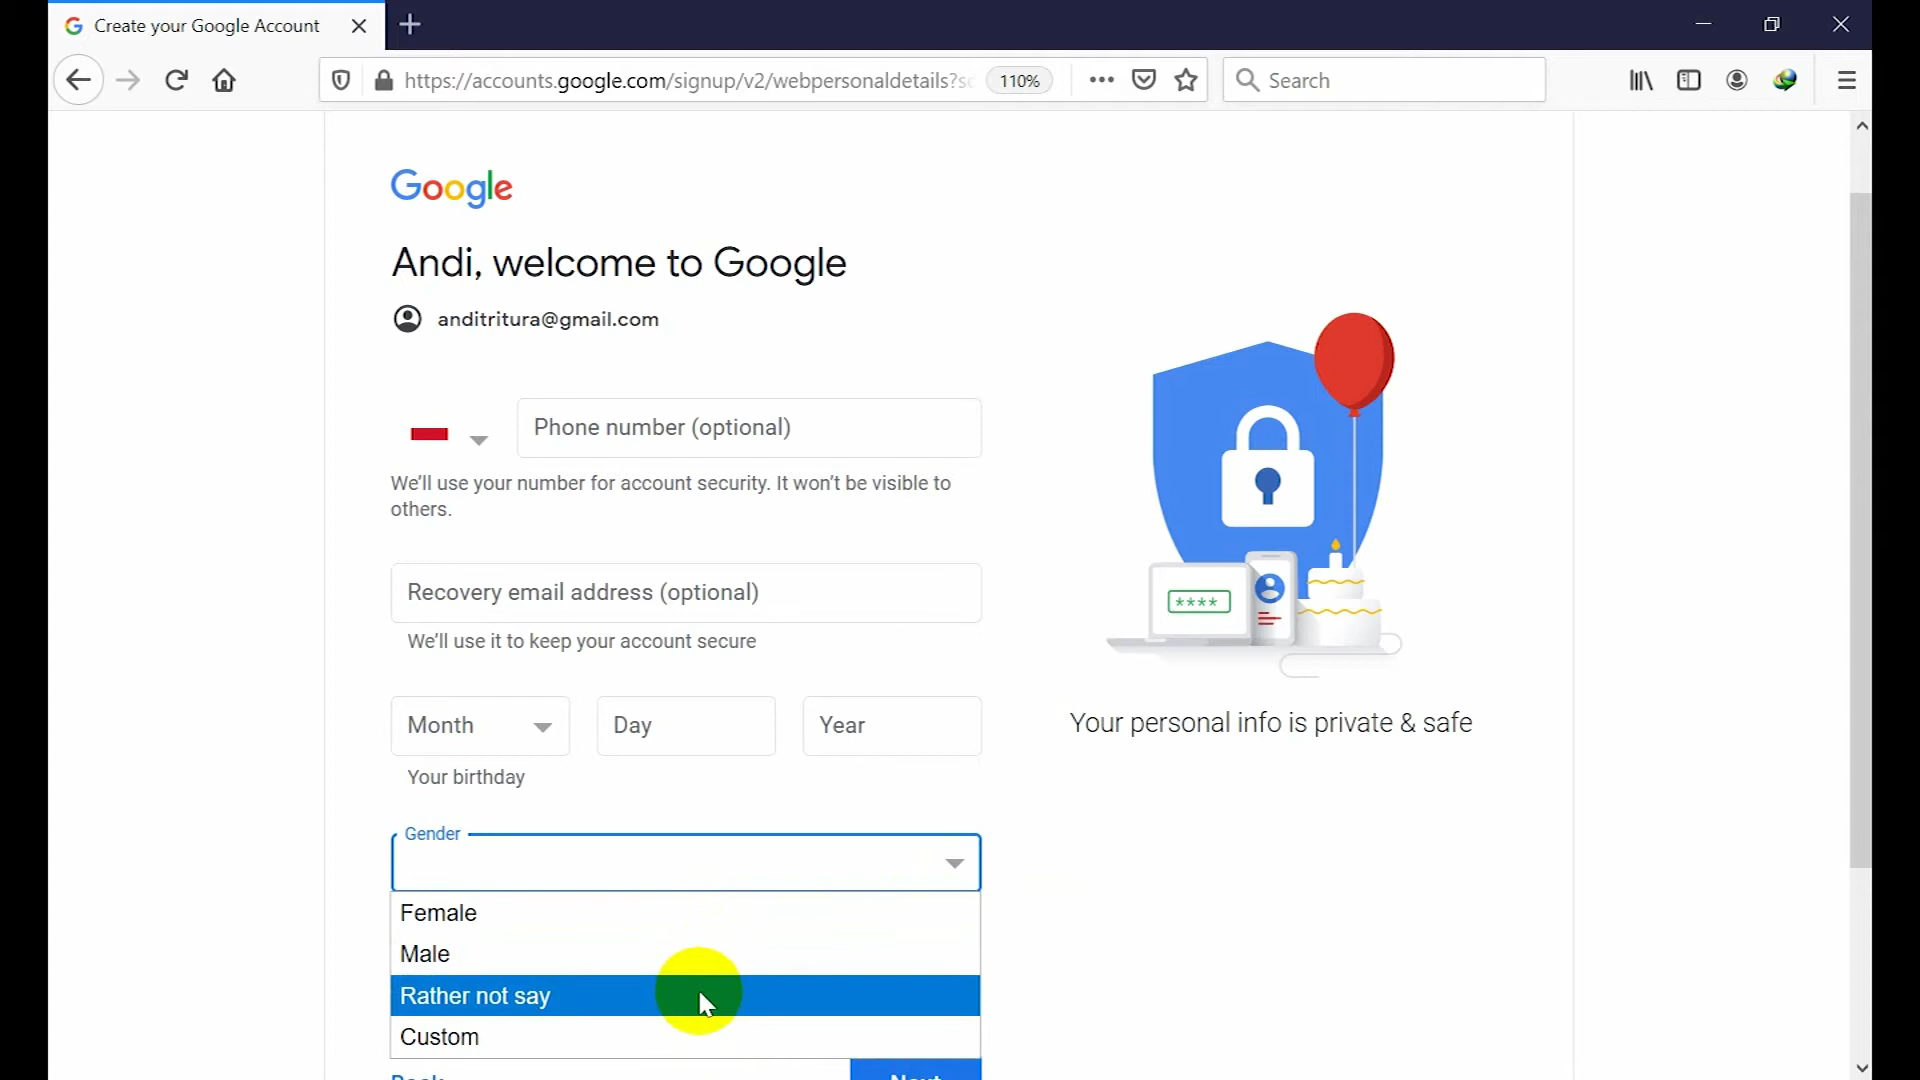 Create your Google Account
https://accounts.google.com/signup/v2/webpersonaldetails?sc
110%
Search
Google
Andi, welcome to Google
anditritura@gmail.com
Phone number (optional)
We'll use your number for account security. It won't be visible to
others.
Recovery email address (optional)
We'll use it to keep your account secure
****
Month
Day
Year
Your personal info is private & safe
Your birthday
Gender
Female
Male
Rather not say
Custom
Back
Next